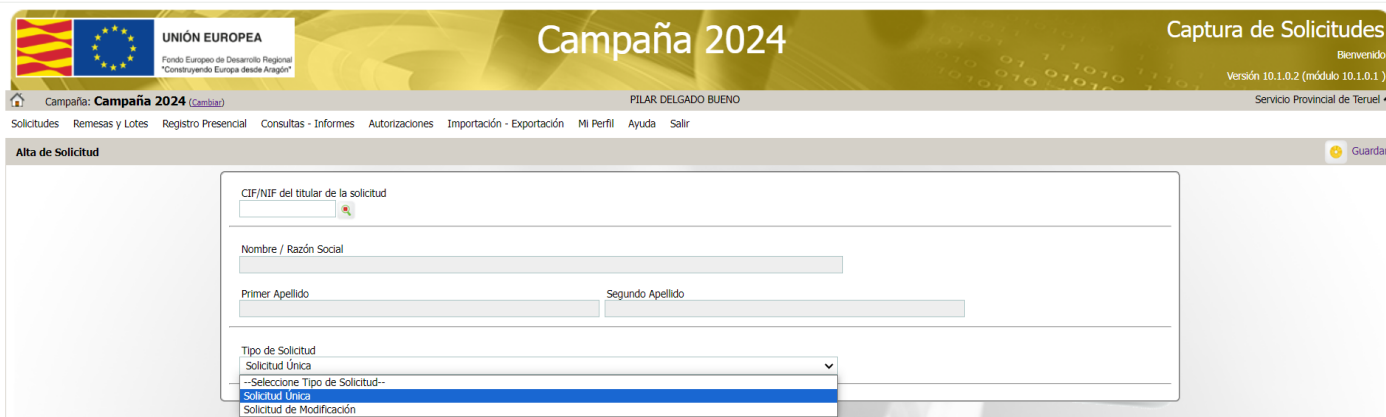 UNIÓN EUROPEA
Fondo Europeo de Desarrollo Regional
"Construyendo Europa desde Aragón"
Campaña 2024
Captura de Solicitudes
Bienvenido
Versión 10.1.0.2 (módulo 10.1.0.1 )
Campaña: Campaña 2024 (Cambiar)
PILAR DELGADO BUENO
Servicio Provincial de Teruel
Solicitudes Remesas y Lotes Registro Presencial Consultas - Informes Autorizaciones Importación - Exportación Mi Perfil Ayuda Salir
Alta de Solicitud
Guardar
CIF/NIF del titular de la solicitud
Nombre / Razón Social
Primer Apellido
Segundo Apellido
Tipo de Solicitud
Solicitud Única
--Seleccione Tipo de Solicitud--
Solicitud Única
Solicitud de Modificación